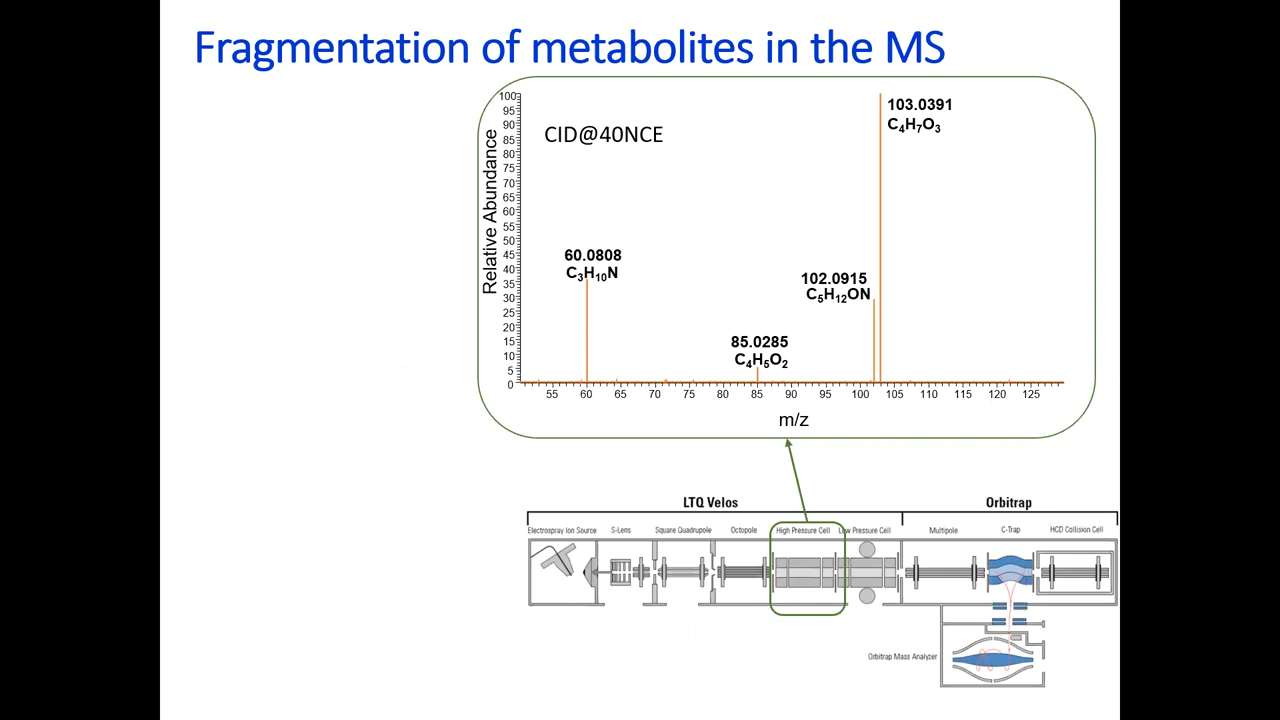 Fragmentation of metabolites in the MS
CID@40NCE
103.0391
C₄H₇O₃
60.0808
C₃H₁₀N
102.0915
C₅H₁₂ON
85.0285
C₄H₅O₂
Relative Abundance
100
95
90
85
80
75
70
65
60
55
50
45
40
35
30
25
20
15
10
5
0
55 60 65 70 75 80 85 90 95 100 105 110 115 120 125
m/z
LTQ Velos Orbitrap
Electrospray Ion Source S-Lens Square Quadrupole Octopole High Pressure Cell Low Pressure Cell Multipole C-Trap HCD Collision Cell
Orbitrap Mass Analyzer